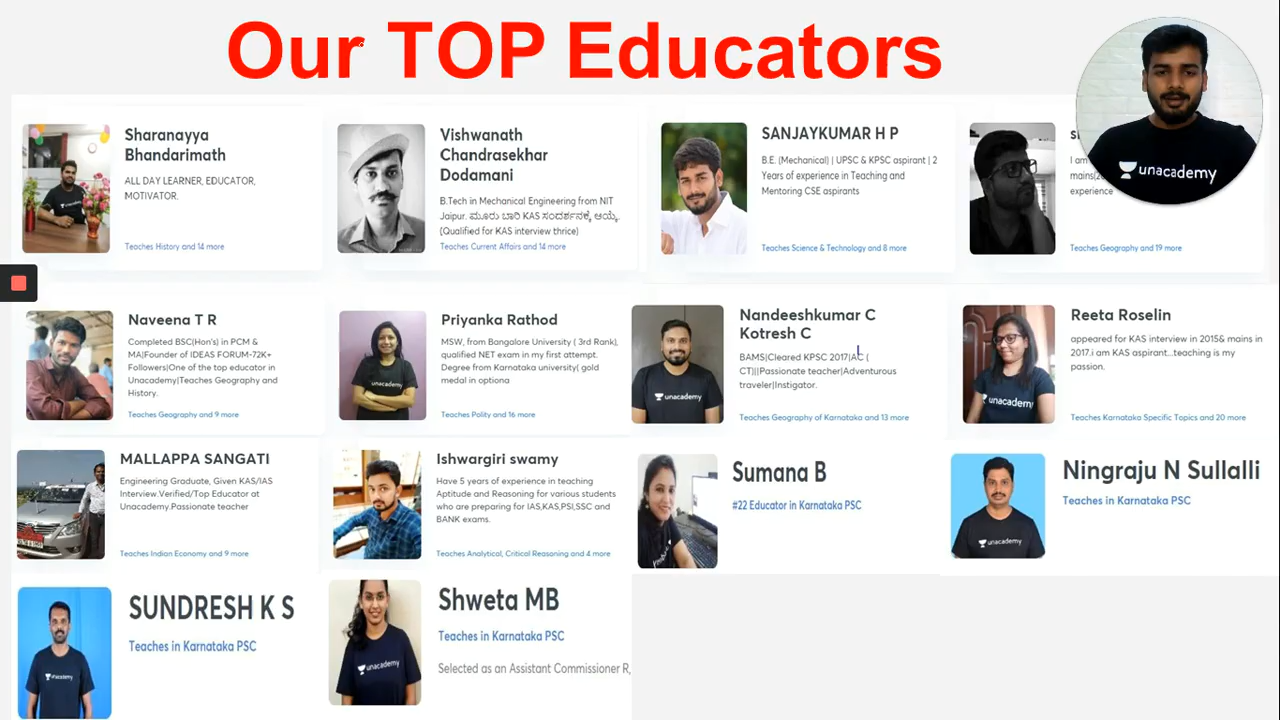 Our TOP Educators
unacademy
Sharanayya
Bhandarimath
ALL DAY LEARNER, EDUCATOR,
MOTIVATOR.
Teaches History and 14 more
Vishwanath
Chandrasekhar
Dodamani
B.Tech in Mechanical Engineering from NIT
Jaipur. ಮೂರು ಬಾರಿ KAS ಸಂದರ್ಶನಕ್ಕೆ ಆಯ್ಕೆ.
(Qualified for KAS interview thrice)
Teaches Current Affairs and 14 more
SANJAYKUMAR H P
B.E. (Mechanical) | UPSC & KPSC aspirant | 2
Years of experience in Teaching and
Mentoring CSE aspirants
Teaches Science & Technology and 8 more
I am
experience
Teaches Geography and 19 more
Naveena T R
Completed BSC(Hon's) in PCM &
MA|Founder of IDEAS FORUM-72K+
Followers|One of the top educator in
Unacademy|Teaches Geography and
History.
Teaches Geography and 9 more
Priyanka Rathod
MSW, from Bangalore University ( 3rd Rank),
qualified NET exam in my first attempt.
Degree from Karnataka university( gold
medal in optiona
Teaches Polity and 16 more
unacademy
Nandeeshkumar C
Kotresh C
BAMS|Cleared KPSC 2017|AC (
CT)||Passionate teacher|Adventurous
traveler|Instigator.
Teaches Geography of Karnataka and 13 more
unacademy
Reeta Roselin
appeared for KAS interview in 2015& mains in
2017.i am KAS aspirant...teaching is my
passion.
Teaches Karnataka Specific Topics and 20 more
unacademy
MALLAPPA SANGATI
Engineering Graduate, Given KAS/IAS
Interview.Verified/Top Educator at
Unacademy.Passionate teacher
Teaches Indian Economy and 9 more
Ishwargiri swamy
Have 5 years of experience in teaching
Aptitude and Reasoning for various students
who are preparing for IAS,KAS,PSI,SSC and
BANK exams.
Teaches Analytical, Critical Reasoning and 4 more
Sumana B
#22 Educator in Karnataka PSC
Ningraju N Sullalli
Teaches in Karnataka PSC
unacademy
SUNDRESH K S
Teaches in Karnataka PSC
unacademy
Shweta MB
Teaches in Karnataka PSC
Selected as an Assistant Commissioner R,
unacademy